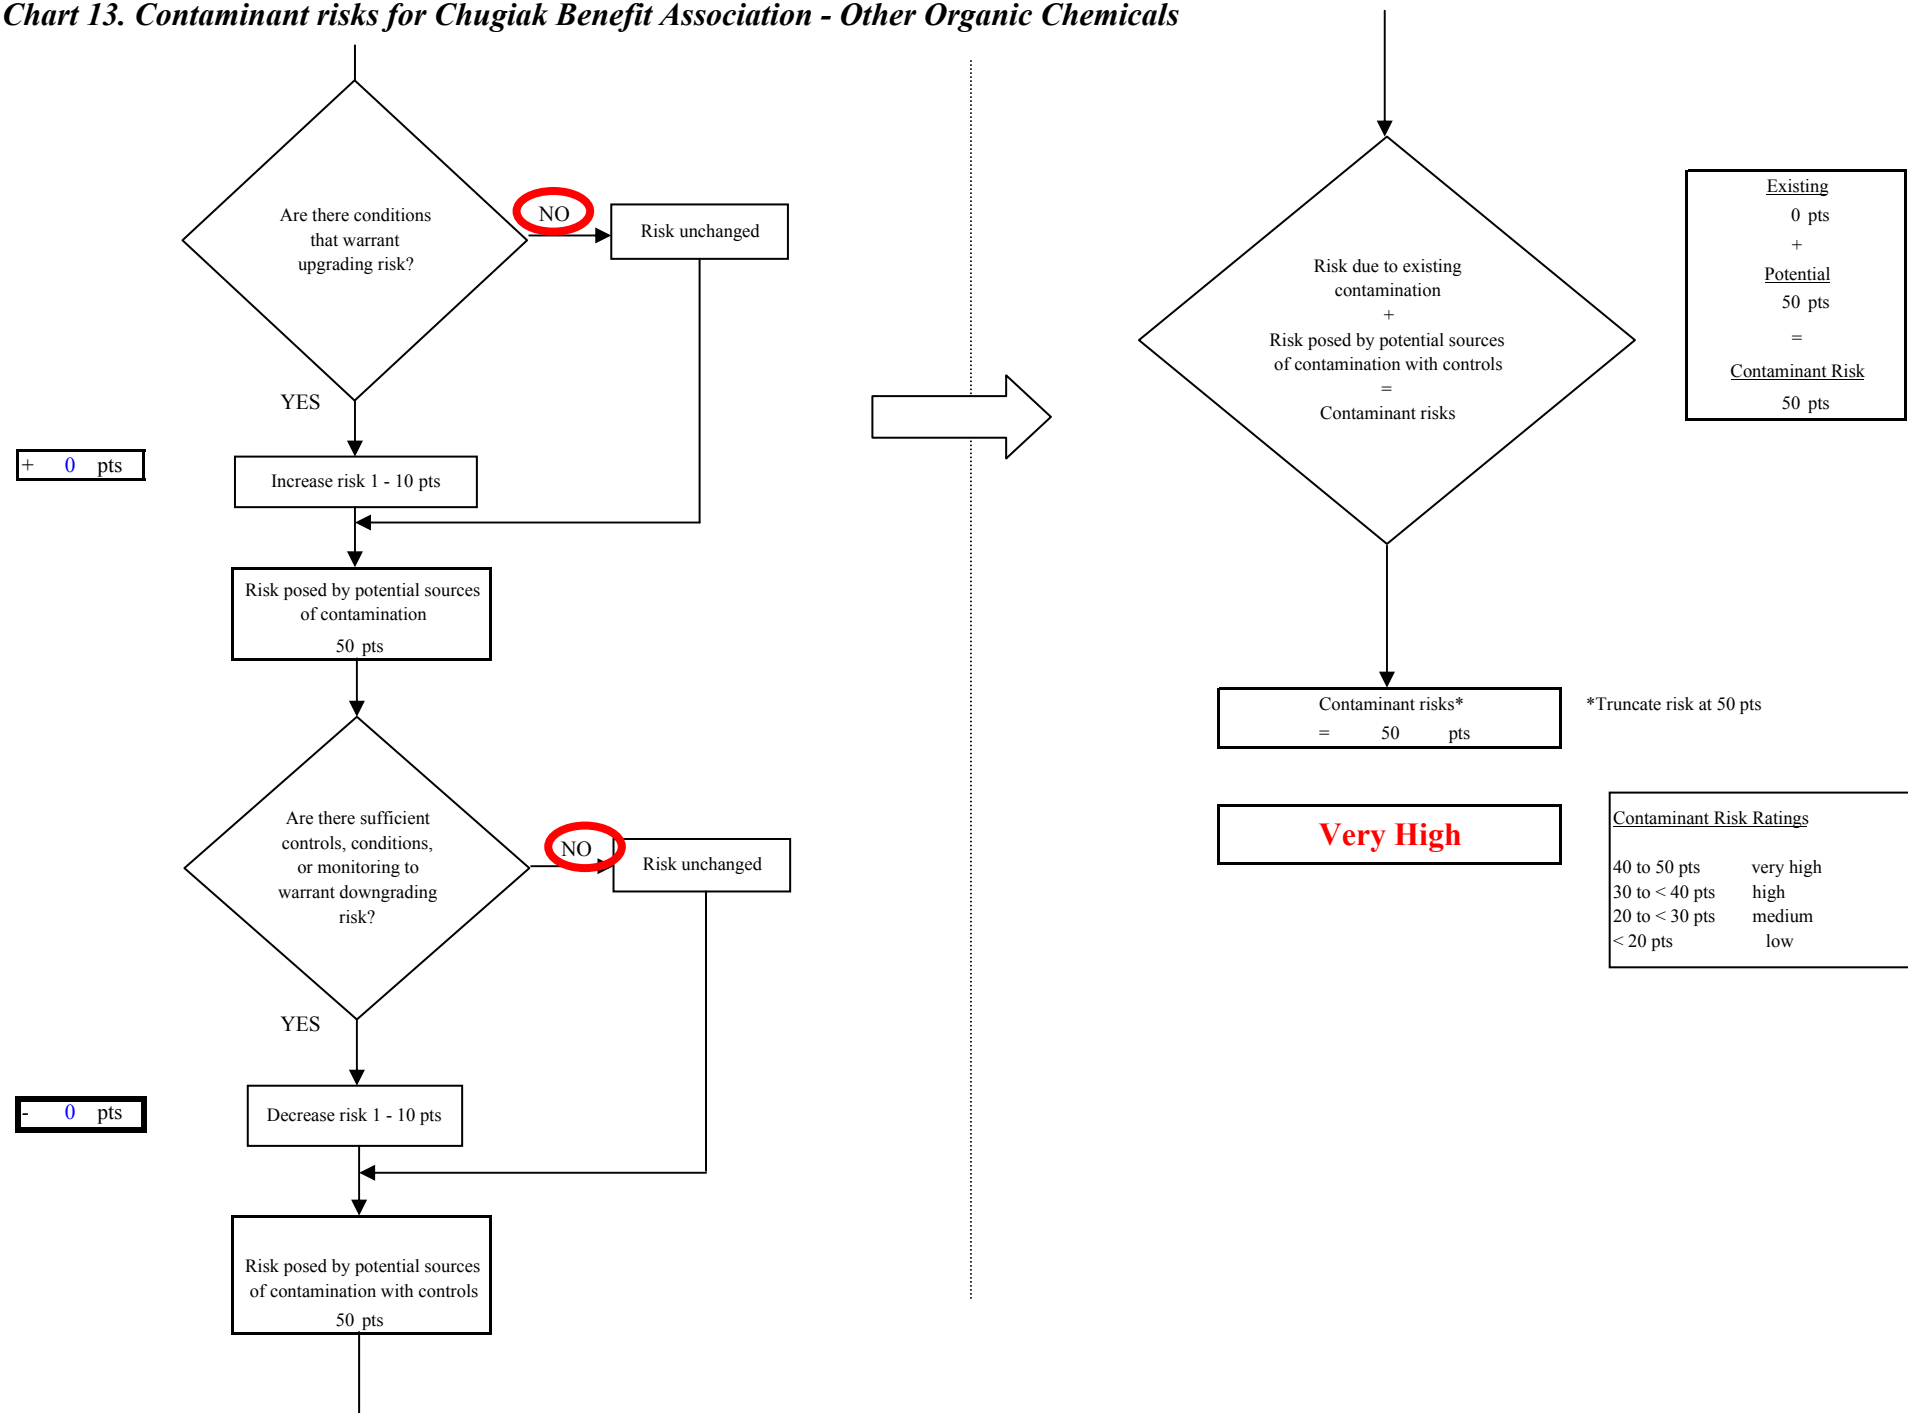 Chart 13. Contaminant risks for Chugiak Benefit Association - Other Organic Chemicals
Are there conditions
that warrant
upgrading risk?
NO
Risk unchanged
YES
+ 0 pts
Increase risk 1 - 10 pts
Risk posed by potential sources
of contamination
50 pts
Are there sufficient
controls, conditions,
or monitoring to
warrant downgrading
risk?
NO
Risk unchanged
YES
- 0 pts
Decrease risk 1 - 10 pts
Risk posed by potential sources
of contamination with controls
50 pts
Risk due to existing
contamination
+
Risk posed by potential sources
of contamination with controls
=
Contaminant risks
Existing
0 pts
+
Potential
50 pts
=
Contaminant Risk
50 pts
Contaminant risks*
= 50 pts
*Truncate risk at 50 pts
Very High
Contaminant Risk Ratings
40 to 50 pts very high
30 to < 40 pts high
20 to < 30 pts medium
< 20 pts low